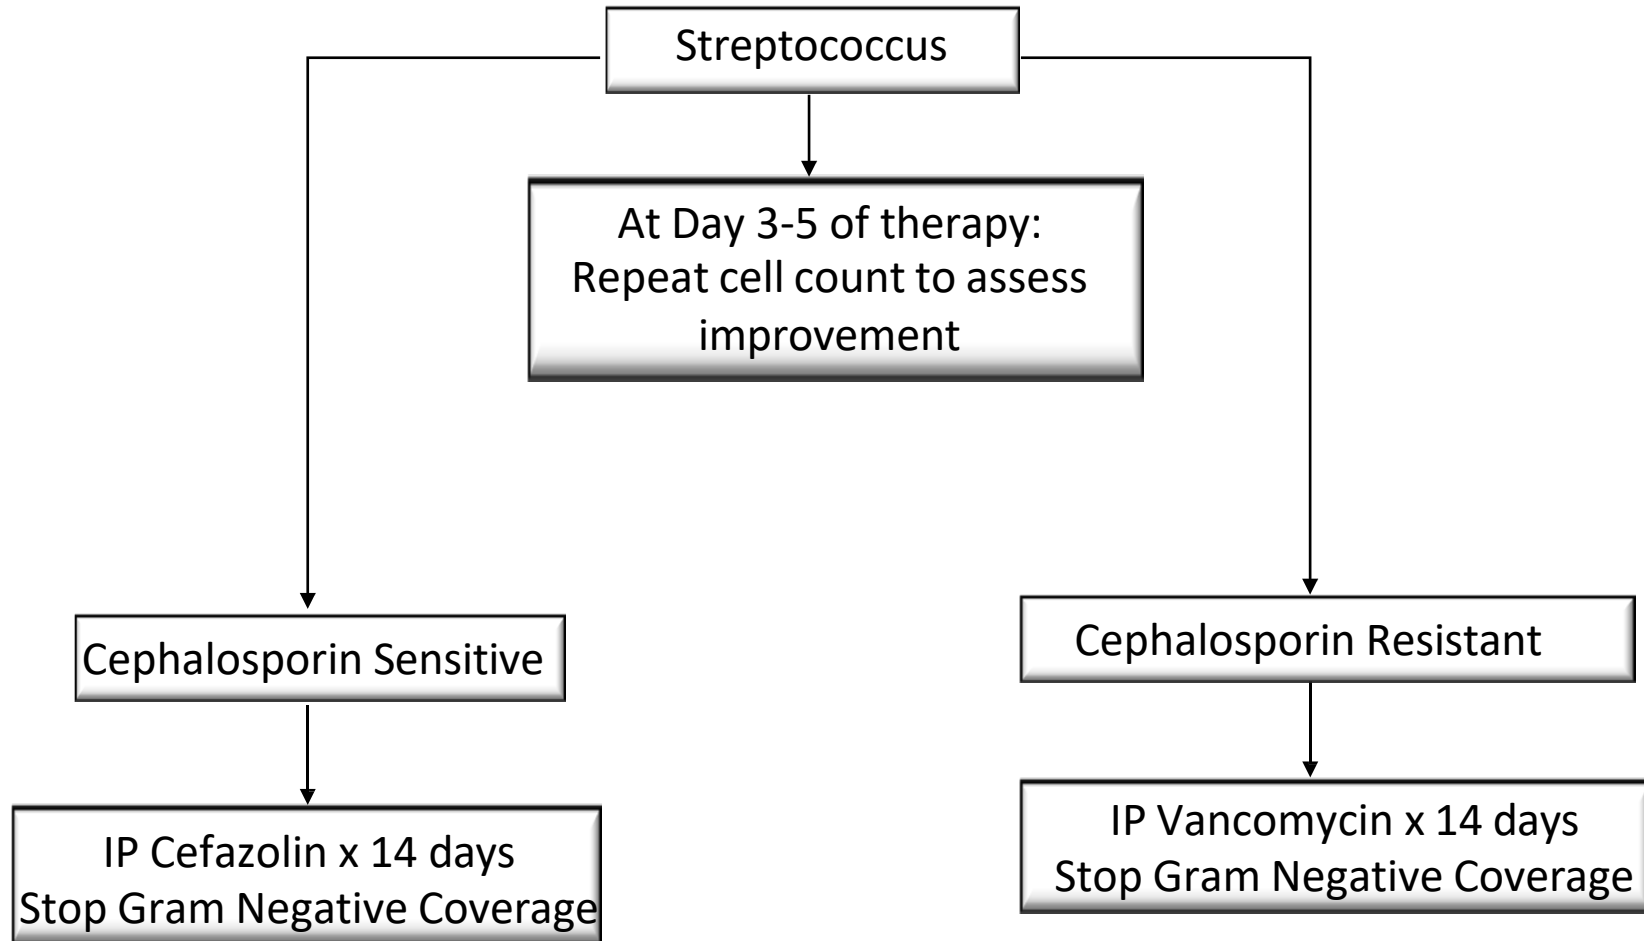 Streptococcus
At Day 3-5 of therapy:
Repeat cell count to assess
improvement
Cephalosporin Sensitive
Cephalosporin Resistant
IP Cefazolin x 14 days
Stop Gram Negative Coverage
IP Vancomycin x 14 days
Stop Gram Negative Coverage